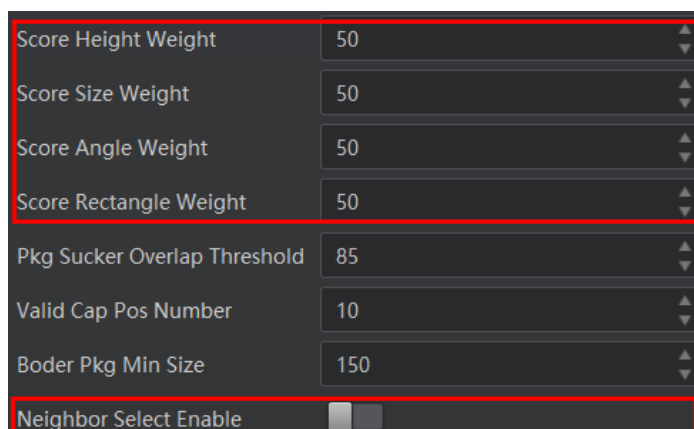 Score Height Weight 50
Score Size Weight 50
Score Angle Weight 50
Score Rectangle Weight 50
Pkg Sucker Overlap Threshold 85
Valid Cap Pos Number 10
Boder Pkg Min Size 150
Neighbor Select Enable